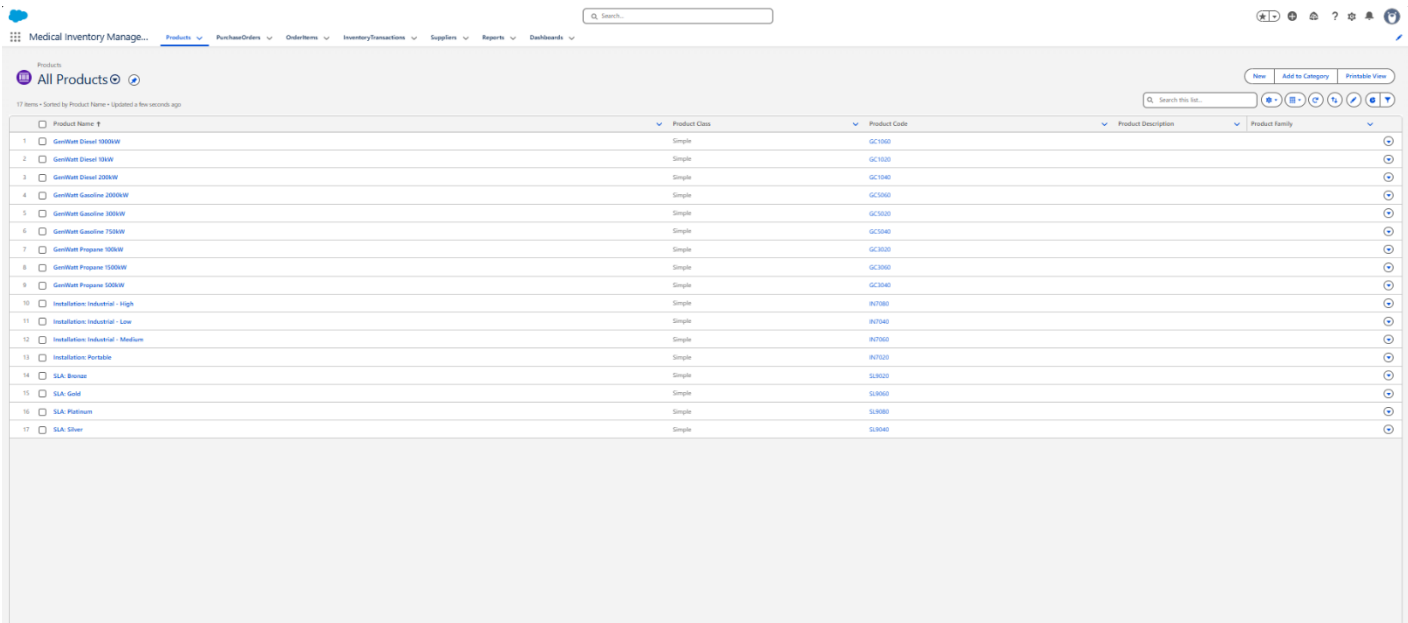 Search...
Medical Inventory Manage... Products PurchaseOrders OrderItems InventoryTransactions Suppliers Reports Dashboards
Products
All Products
New Add to Category Printable View
17 items • Sorted by Product Name • Updated a few seconds ago
Search this list...
Product Name ↑ Product Class Product Code Product Description Product Family
1 GenWatt Diesel 1000kW Simple GC1060
2 GenWatt Diesel 10kW Simple GC1020
3 GenWatt Diesel 200kW Simple GC1040
4 GenWatt Gasoline 2000kW Simple GC5060
5 GenWatt Gasoline 300kW Simple GC5020
6 GenWatt Gasoline 750kW Simple GC5040
7 GenWatt Propane 100kW Simple GC3020
8 GenWatt Propane 1500kW Simple GC3060
9 GenWatt Propane 500kW Simple GC3040
10 Installation: Industrial - High Simple IN7080
11 Installation: Industrial - Low Simple IN7040
12 Installation: Industrial - Medium Simple IN7060
13 Installation: Portable Simple IN7020
14 SLA: Bronze Simple SL9020
15 SLA: Gold Simple SL9060
16 SLA: Platinum Simple SL9080
17 SLA: Silver Simple SL9040